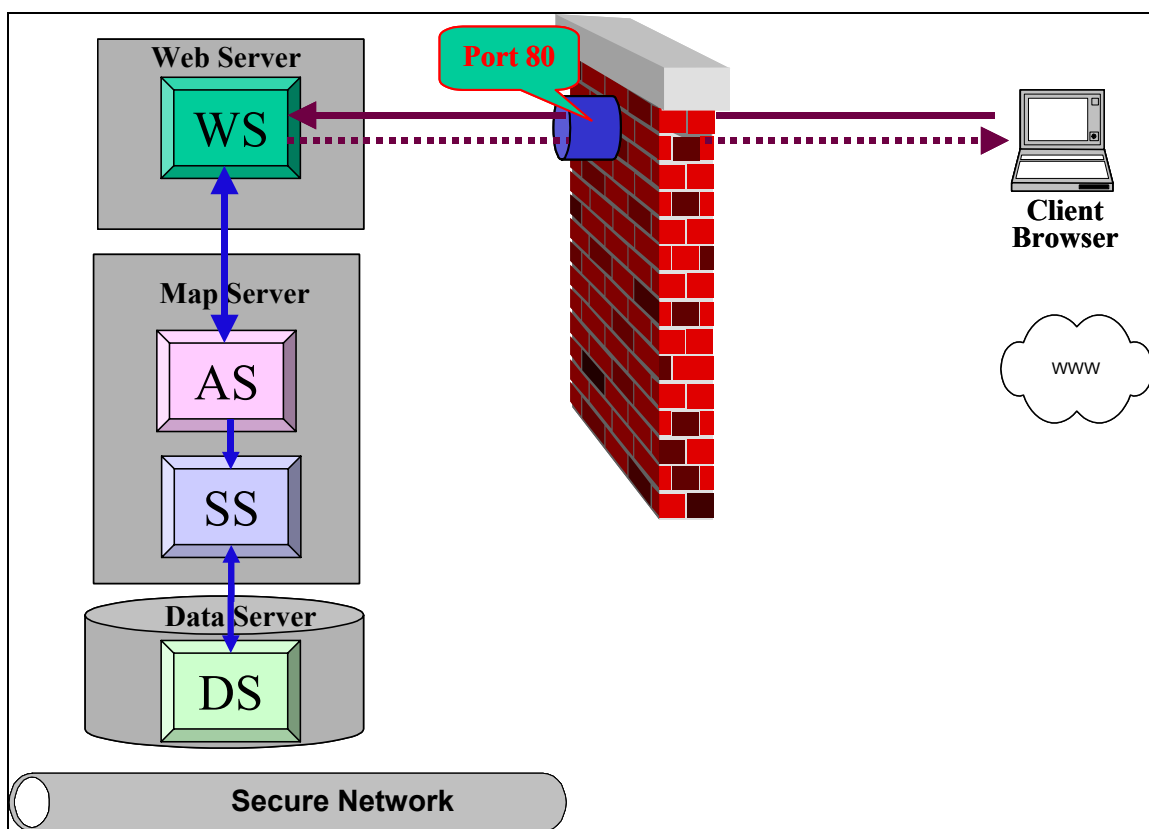 Web Server
WS
Port 80
Client
Browser
www
Map Server
AS
SS
Data Server
DS
Secure Network